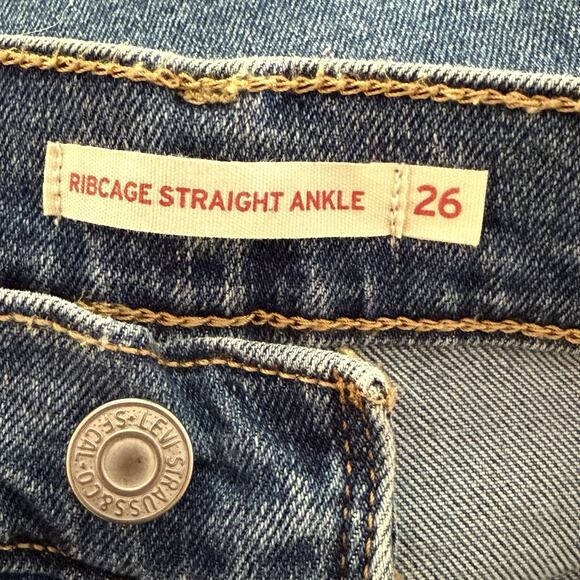 RIBCAGE STRAIGHT ANKLE 26
LEVI STRAUSS & CO. S.F. CAL.